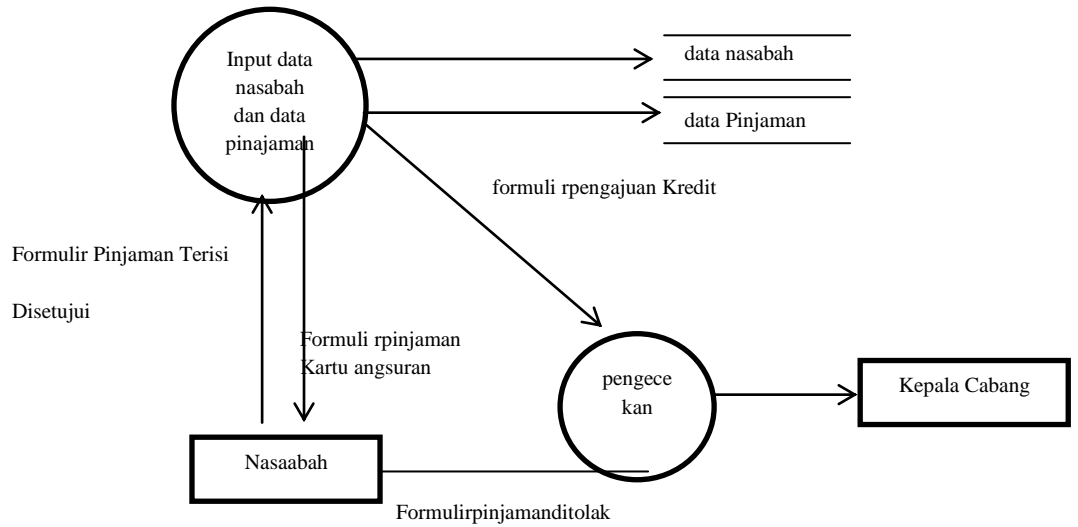 Input data
nasabah
dan data
pinajaman
data nasabah
data Pinjaman
formuli rpengajuan Kredit
Formulir Pinjaman Terisi
Disetujui
Formuli rpinjaman
Kartu angsuran
pengece
kan
Kepala Cabang
Nasaabah
Formulirpinjamanditolak